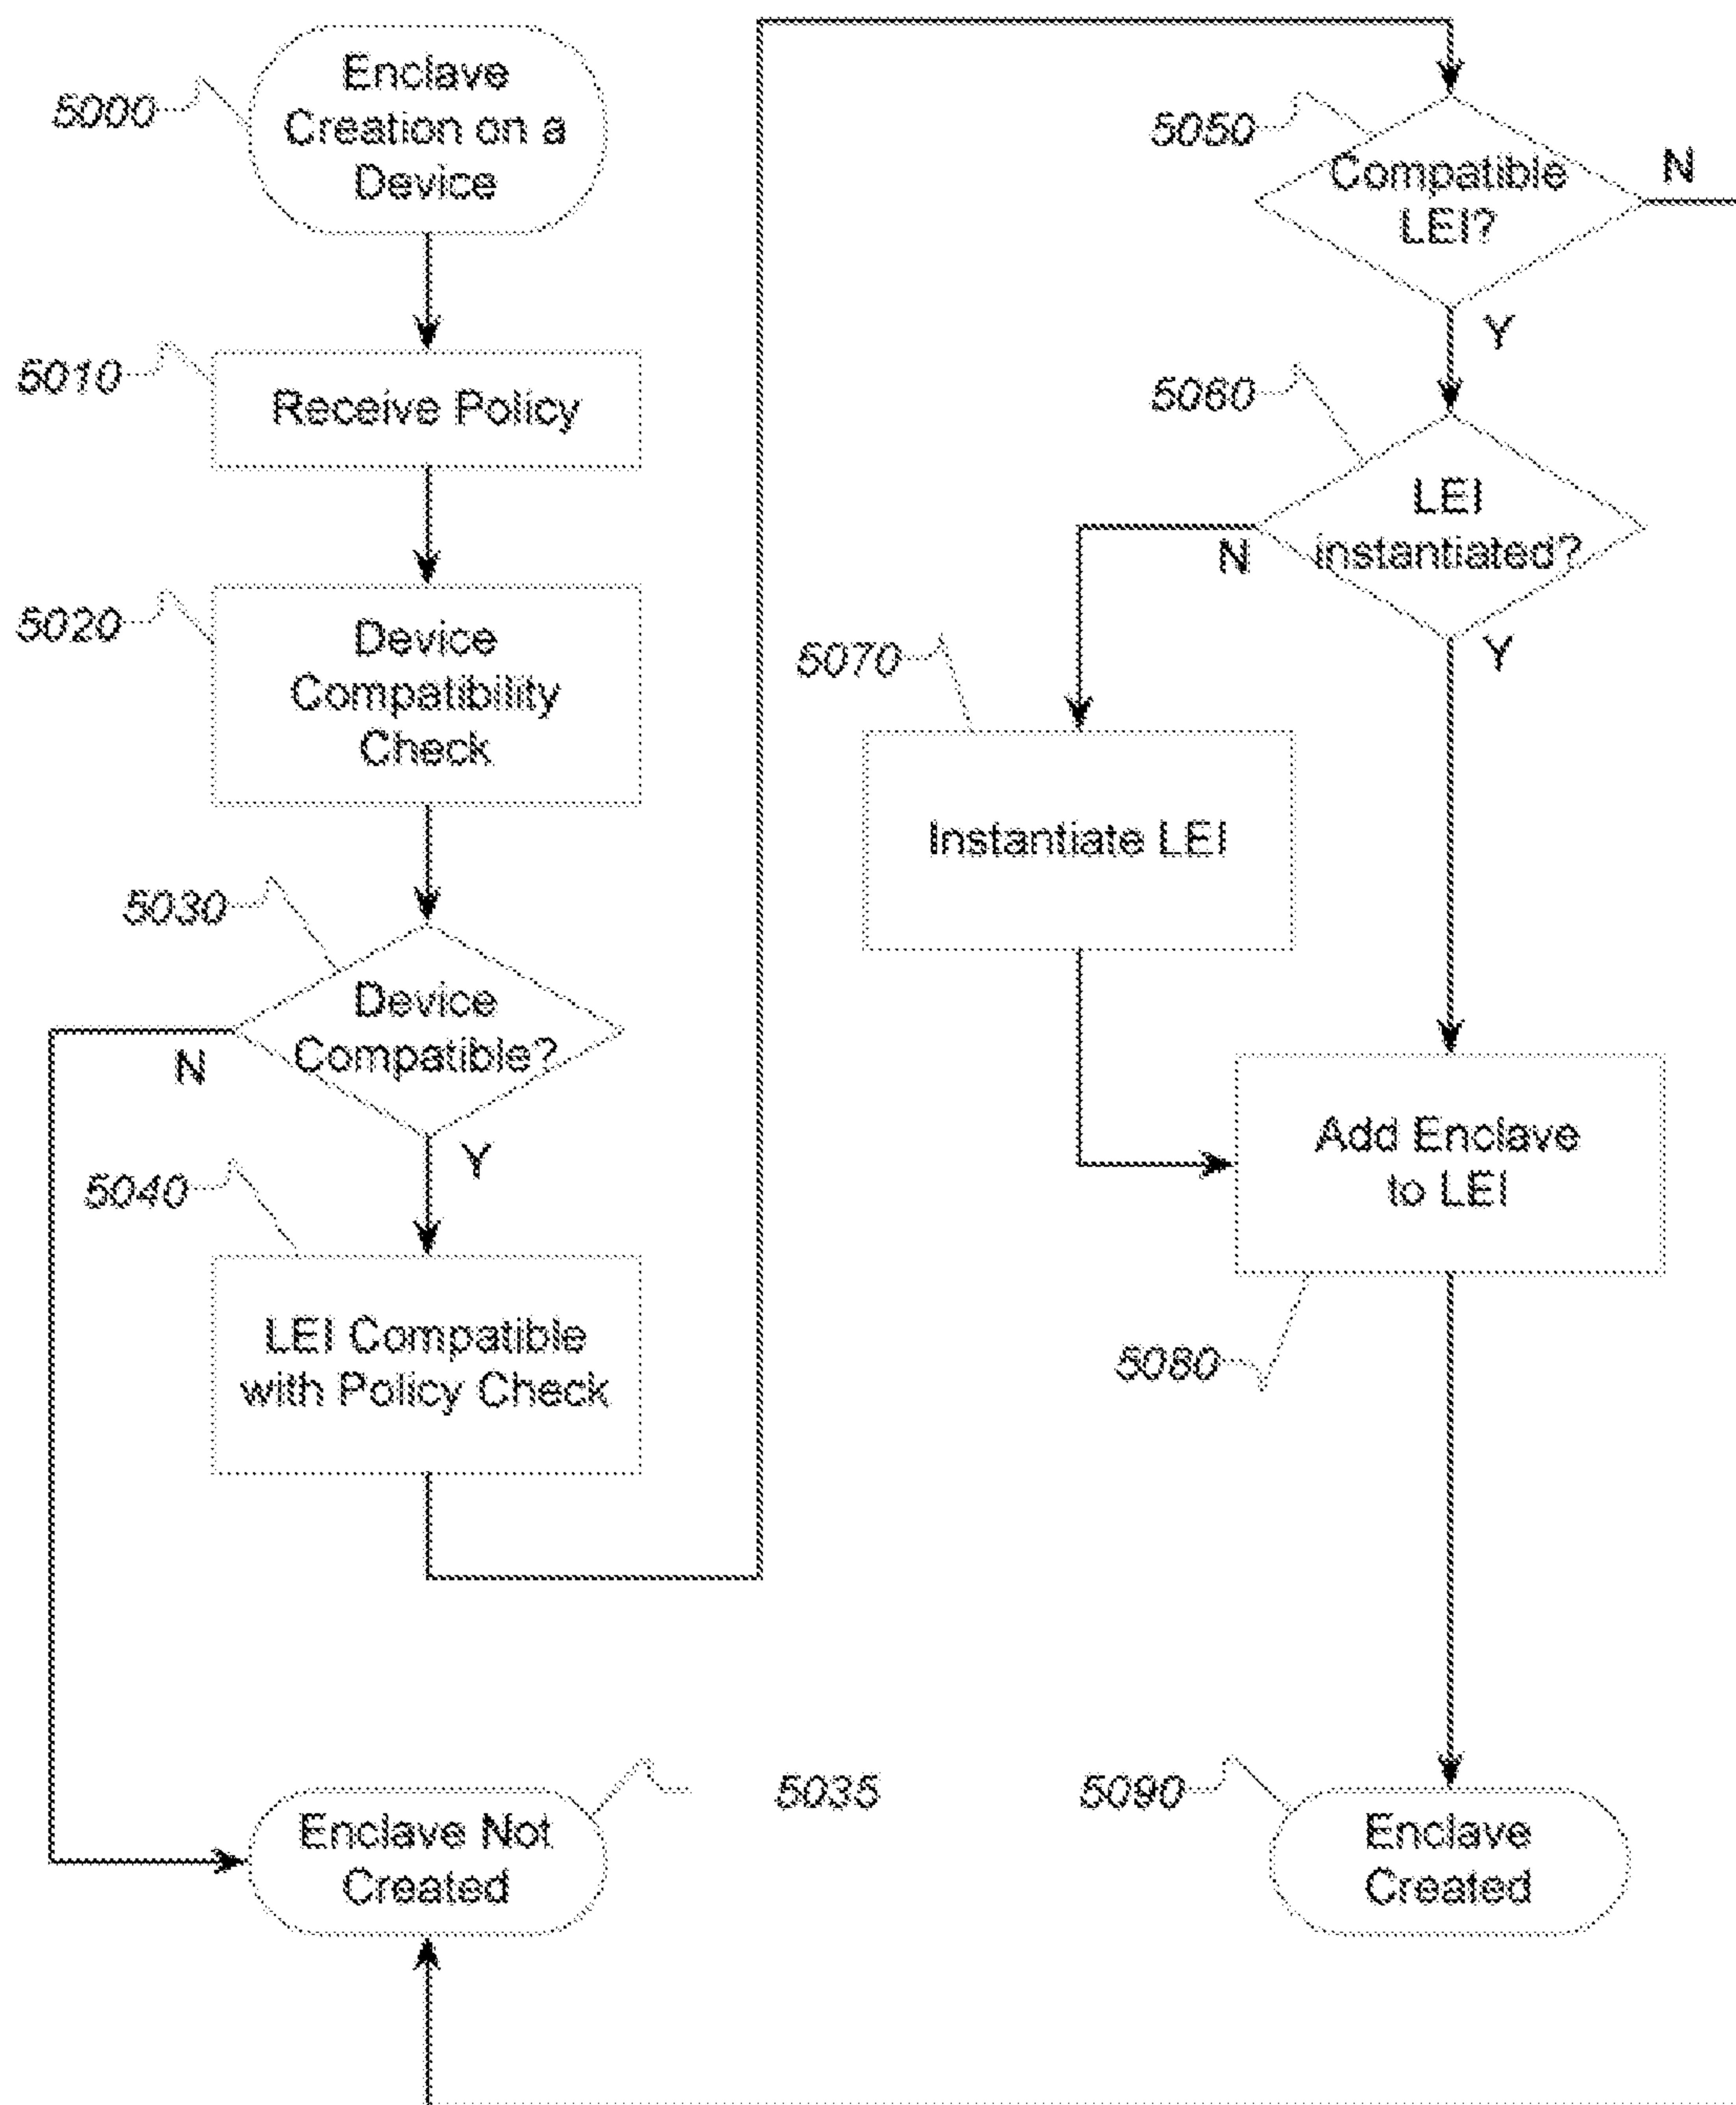 5000
Enclave
Creation on a
Device
5010
Receive Policy
5020
Device
Compatibility
Check
5030
Device
Compatible?
N
Y
5040
LEI Compatible
with Policy Check
5035
Enclave Not
Created
5050
Compatible
LEI?
N
Y
5060
LEI
instantiated?
N
Y
5070
Instantiate LEI
Add Enclave
to LEI
5080
5090
Enclave
Created